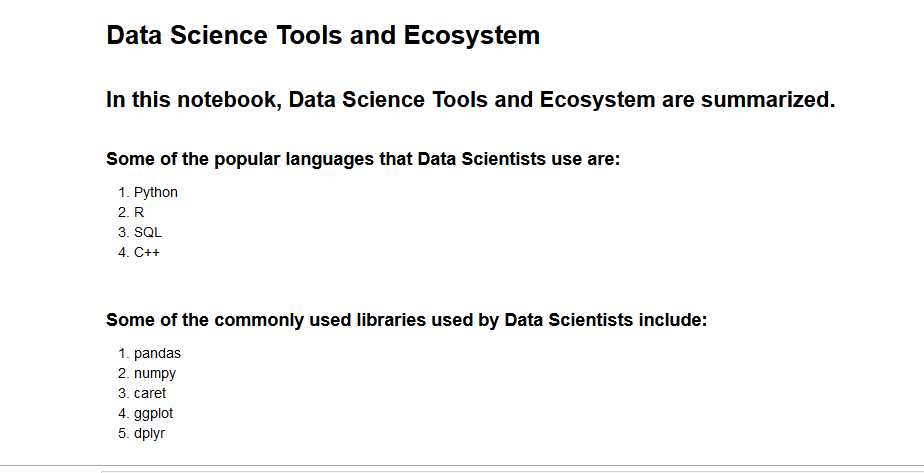 Data Science Tools and Ecosystem
In this notebook, Data Science Tools and Ecosystem are summarized.
Some of the popular languages that Data Scientists use are:
1. Python
2. R
3. SQL
4. C++
Some of the commonly used libraries used by Data Scientists include:
1. pandas
2. numpy
3. caret
4. ggplot
5. dplyr